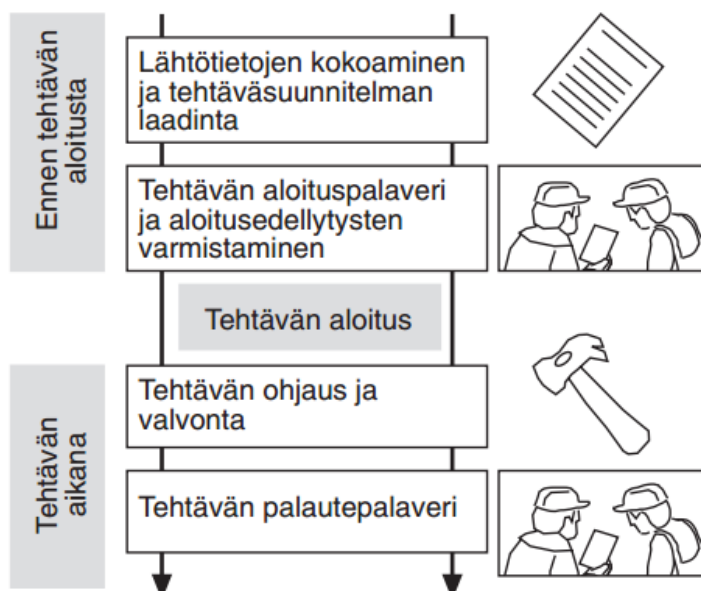 Ennen tehtävän
aloitusta
Lähtötietojen kokoaminen
ja tehtäväsuunnitelman
laadinta
Tehtävän aloituspalaveri
ja aloitusedellytysten
varmistaminen
Tehtävän aloitus
Tehtävän
aikana
Tehtävän ohjaus ja
valvonta
Tehtävän palautepalaveri